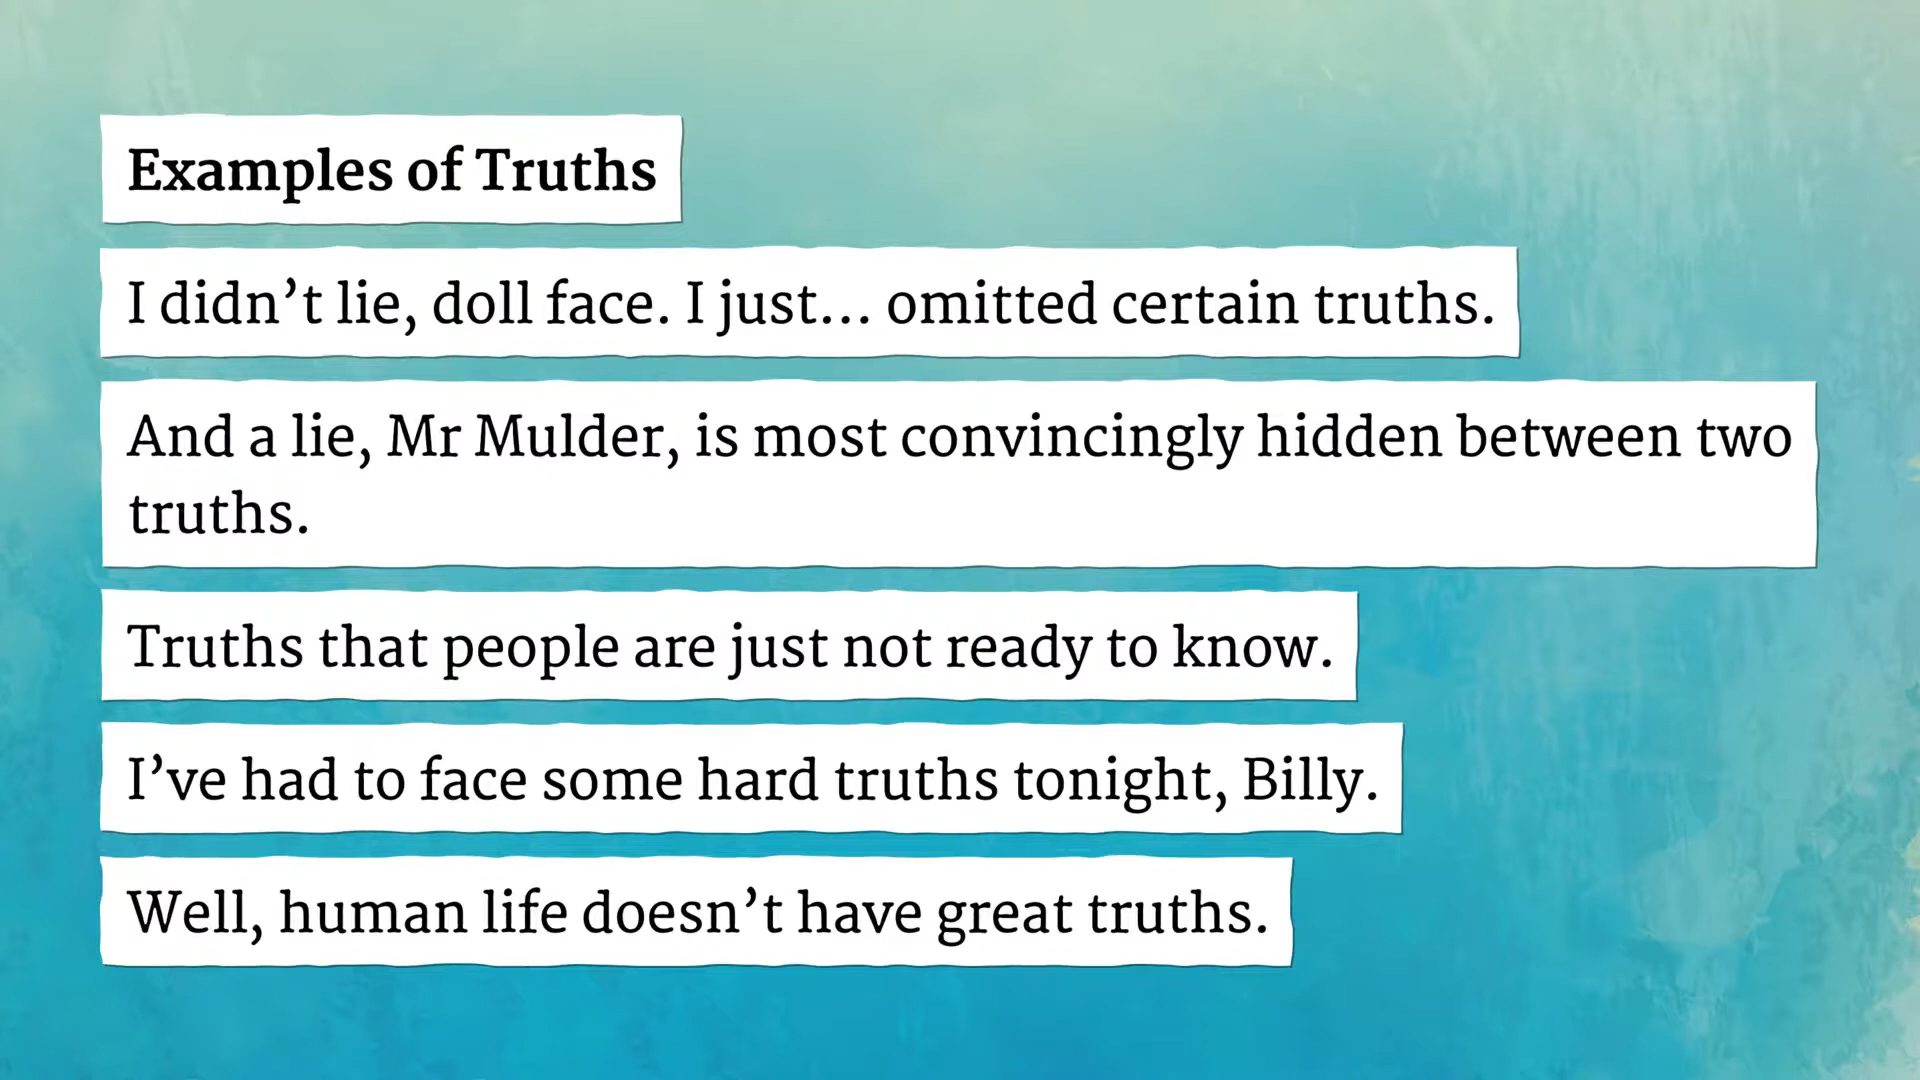 Examples of Truths
I didn’t lie, doll face. I just... omitted certain truths.
And a lie, Mr Mulder, is most convincingly hidden between two
truths.
Truths that people are just not ready to know.
I’ve had to face some hard truths tonight, Billy.
Well, human life doesn’t have great truths.